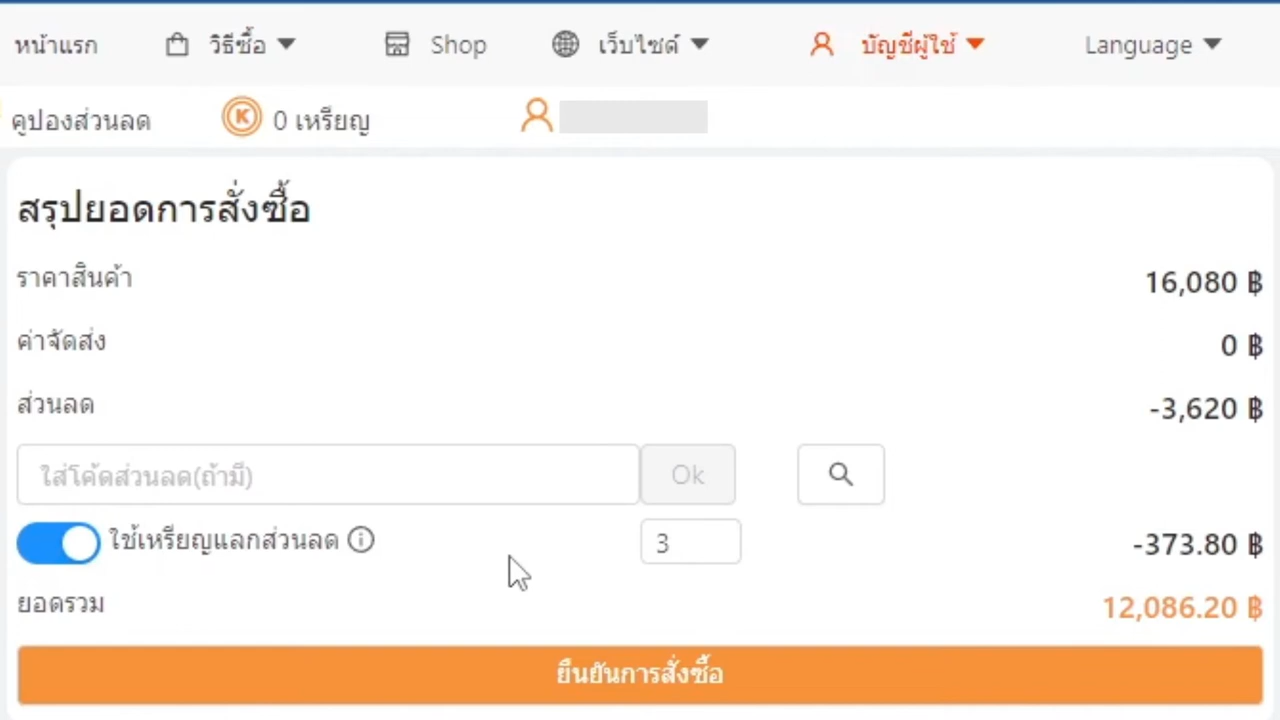 หน้าแรก วิธีซื้อ Shop เว็บไซด์ บัญชีผู้ใช้ Language
คูปองส่วนลด K 0 เหรียญ
สรุปยอดการสั่งซื้อ
ราคาสินค้า 16,080 ฿
ค่าจัดส่ง 0 ฿
ส่วนลด -3,620 ฿
ใส่โค้ดส่วนลด(ถ้ามี) Ok
ใช้เหรียญแลกส่วนลด 3 -373.80 ฿
ยอดรวม 12,086.20 ฿
ยืนยันการสั่งซื้อ